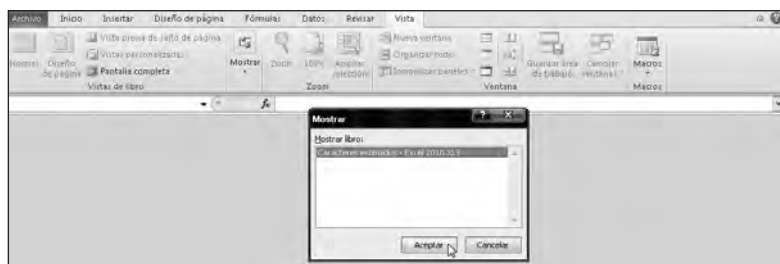 Archivo Inicio Insertar Diseño de página Fórmulas Datos Revisar Vista
Normal Diseño de página Vista previa de salto de página Vistas personalizadas Pantalla completa
Mostrar Zoom 100% Ampliar selección
Nueva ventana Organizar todo Inmovilizar paneles
Guardar área de trabajo Cambiar ventanas Macros
Vistas de libro Zoom Ventana Macros
fx
Mostrar
Mostrar libro:
Aceptar Cancelar